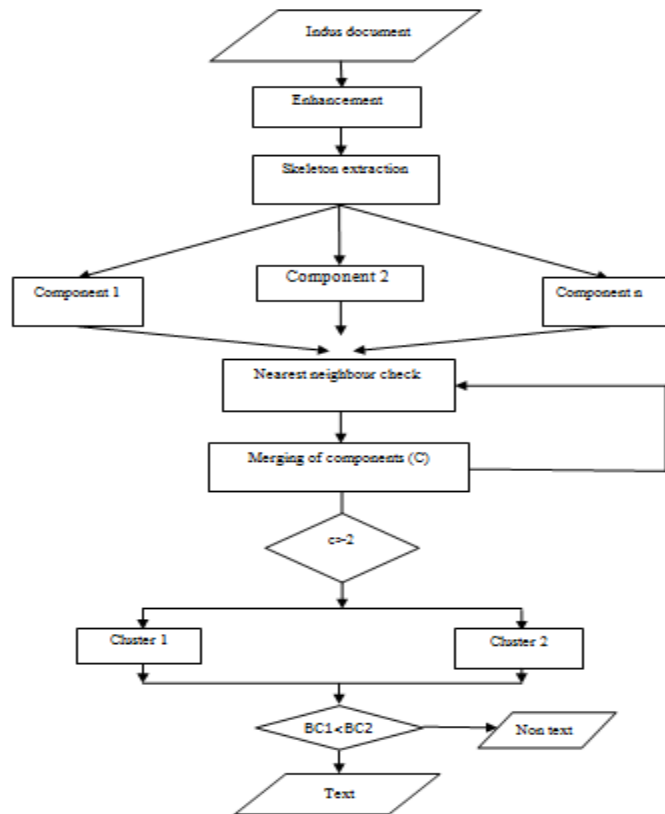 Indus document
Enhancement
Skeleton extraction
Component 1
Component 2
Component n
Nearest neighbour check
Merging of components (C)
c=-2
Cluster 1
Cluster 2
BC1<BC2
Non text
Text